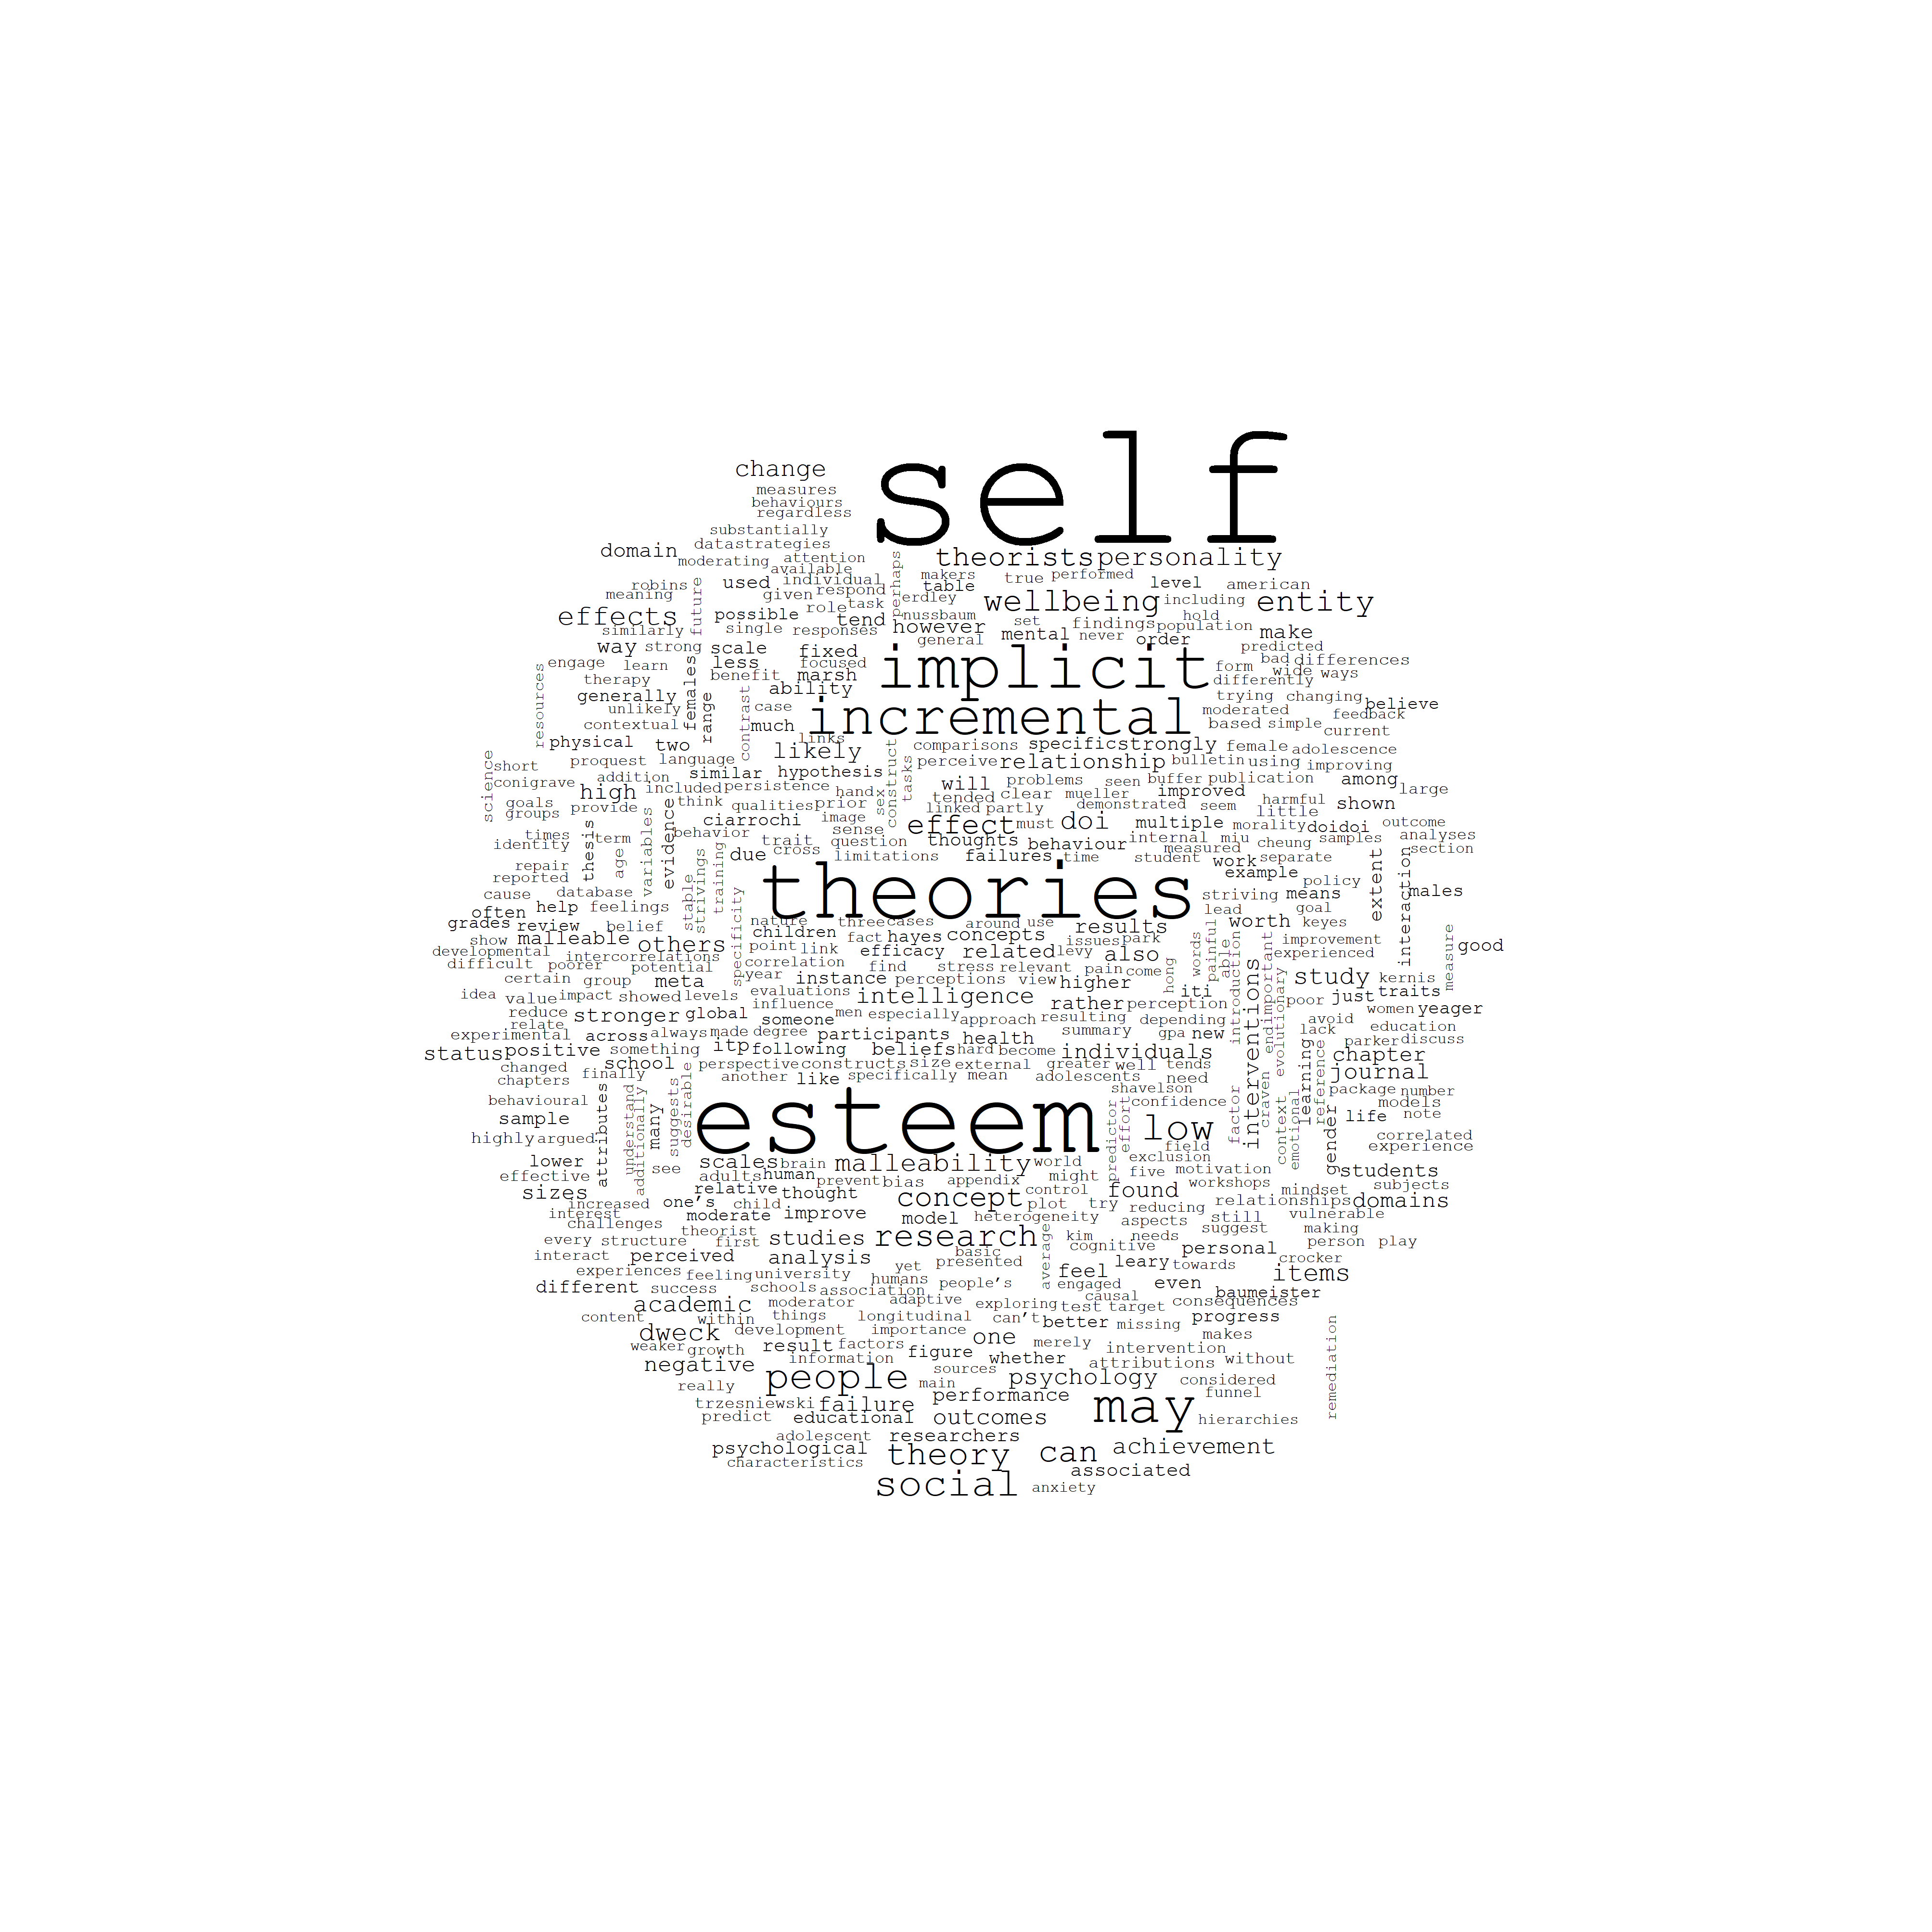 self
change
measures
behaviours
regardless
substantially
datastrategies
domain
moderating attention
available
theorists personality
perhaps
robins used individual
meaning given respond
makers true performed level american
table
erdley wellbeing including entity
effects future possible role task tend nussbaum
similarly single responses however set findings population hold
general mental never order make
way strong scale fixed implicit predicted
engage learn less focused form bad differences
therapy benefit marsh wide ways
resources generally females ability differently
unlikely range contrast case incremental trying changing believe
contextual much moderated feedback
links based simple current
physical two likely comparisons specific strongly female adolescence
science short proquest language construct perceive relationship bulletin using improving
conigrave addition similar hypothesis tasks will problems seen buffer publication among
high included persistence hand sex tended clear mueller improved large
goals provide think qualities prior linked partly demonstrated seem harmful shown
groups variables evidence ciarrochi image effect must doi multiple little
times term behavior sense morality doidoi outcome
identity thesis age trait question thoughts behaviour internal miu samples analyses
training due cross limitations failures time measured cheung section
repair student work separate extent interaction
reported stable strivings theories example policy
cause database specificity striving means males
often help feelings lead goal
grades review belief nature three cases around use results worth keyes
show malleable others children fact hayes concepts issues park improvement measure good
developmental intercorrelations point link efficacy related levy also words painful able introduction endimportant experienced
difficult poorer potential correlation find stress relevant pain come hong
certain group meta year instance perceptions view higher study kernis
idea value impact showed levels evaluations intelligence iti interventions evolutionary poor just traits
reduce stronger global influence men especially rather perception women yeager
relate someone approach resulting depending avoid
experimental across always made degree participants health summary gpa new lack education
status positive something itp following beliefs hard become individuals parker discuss
changed school perspective constructs size external greater well tends learning reference chapter
chapters finally another like specifically mean adolescents need journal
attributes understand additionally many suggests desirable shavelson package number
behavioural esteem predictor effort confidence factor craven context emotional gender models
sample low life note
highly argued field correlated
experience
lower see scales brain malleability world exclusion
effective adults human prevent bias appendix might five motivation students
sizes relative thought concept control found workshops mindset subjects
increased one's child plot try reducing relationships domains
interest moderate improve model heterogeneity aspects still vulnerable
challenges theorist suggest making
every structure first studies research average kim needs person play
interact perceived analysis basic cognitive personal crocker
experiences feeling university yet presented feel leary towards items
different success schools association humans people's engaged even baumeister
causal
academic moderator adaptive exploring test target consequences
content within things longitudinal can't better missing progress
dweck development importance one merely makes remediation
weaker growth result factors figure whether intervention
negative information attributions without
really people sources main psychology considered
trzesniewski failure performance may funnel
predict educational outcomes hierarchies
adolescent researchers
psychological theory can achievement
characteristics associated
social anxiety